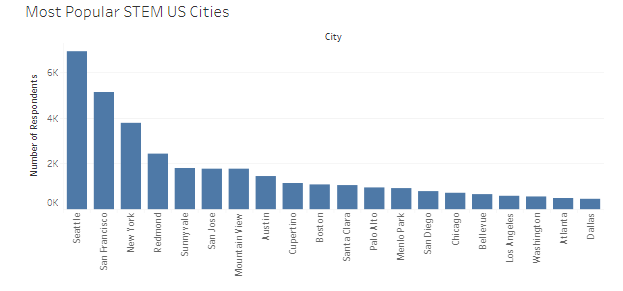 Most Popular STEM US Cities
City
Number of Respondents
6K
4K
2K
0K
Seattle
San Francisco
New York
Redmond
Sunnyvale
San Jose
Mountain View
Austin
Cupertino
Boston
Santa Clara
Palo Alto
Menlo Park
San Diego
Chicago
Bellevue
Los Angeles
Washington
Atlanta
Dallas